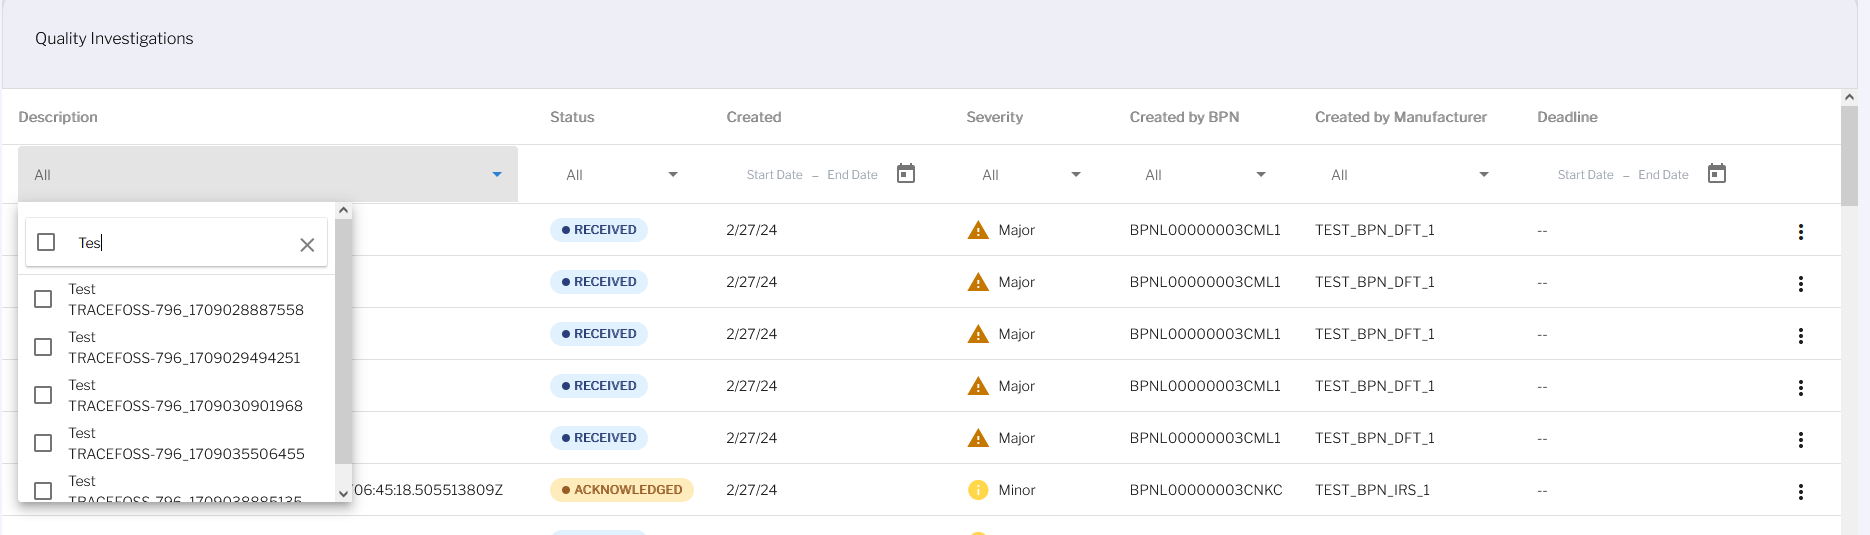 Quality Investigations
Description Status Created Severity Created by BPN Created by Manufacturer Deadline
All All Start Date – End Date All All All Start Date – End Date
Tes
Test
TRACEFOSS-796_1709028887558
Test
TRACEFOSS-796_1709029494251
Test
TRACEFOSS-796_1709030901968
Test
TRACEFOSS-796_1709035506455
Test
TRACEFOSS-796_1709038885135
RECEIVED 2/27/24 Major BPNL00000003CML1 TEST_BPN_DFT_1 --
RECEIVED 2/27/24 Major BPNL00000003CML1 TEST_BPN_DFT_1 --
RECEIVED 2/27/24 Major BPNL00000003CML1 TEST_BPN_DFT_1 --
RECEIVED 2/27/24 Major BPNL00000003CML1 TEST_BPN_DFT_1 --
RECEIVED 2/27/24 Major BPNL00000003CML1 TEST_BPN_DFT_1 --
06:45:18.505513809Z ACKNOWLEDGED 2/27/24 Minor BPNL00000003CNKC TEST_BPN_IRS_1 --